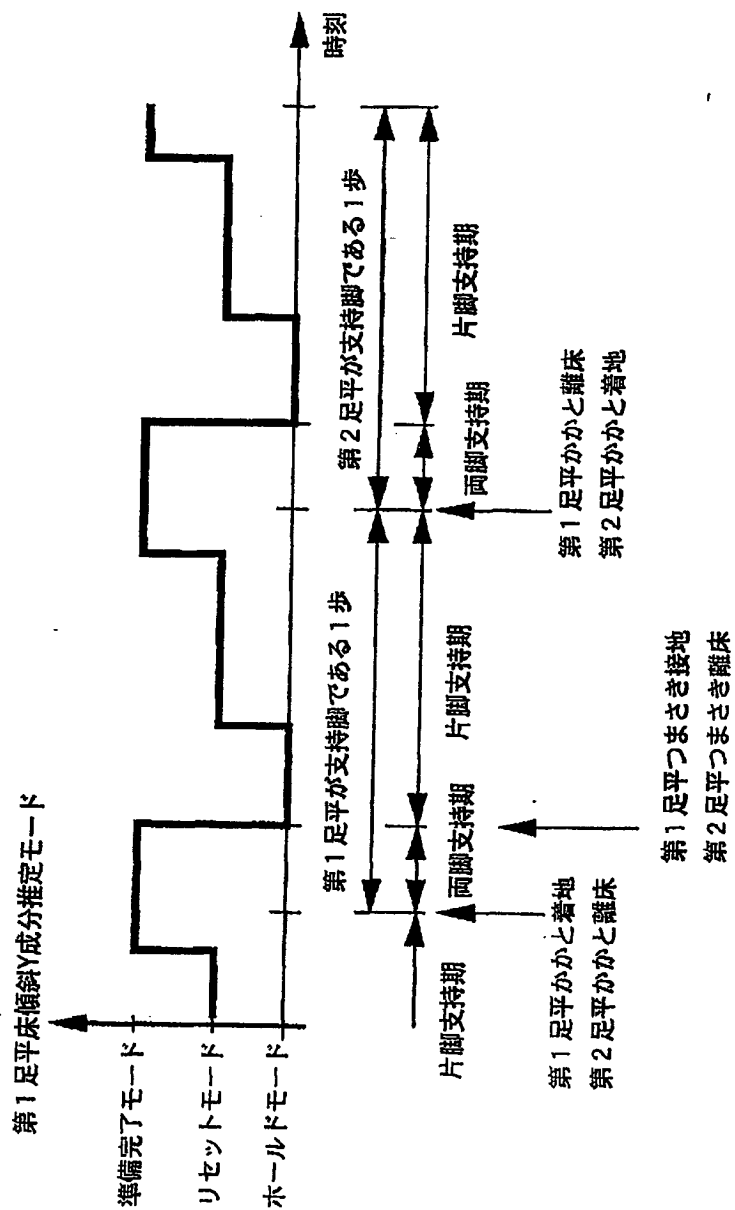 第1足平床傾斜Y成分推定モード
準備完了モード
リセットモード
ホールドモード
時刻
第1足平が支持脚である1歩
第2足平が支持脚である1歩
片脚支持期
両脚支持期
片脚支持期
両脚支持期
片脚支持期
第1足平かかと着地
第2足平かかと離床
第1足平つまさき接地
第2足平つまさき離床
第1足平かかと離床
第2足平かかと着地